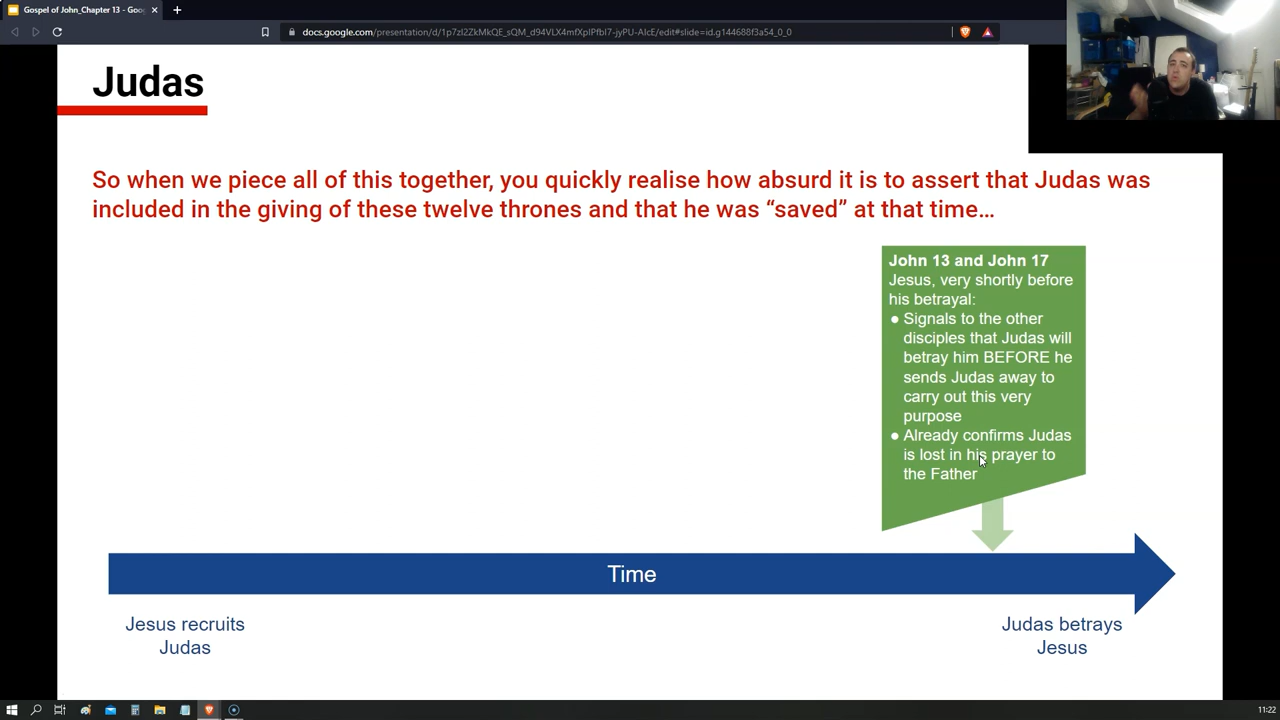 Gospel of John_Chapter 13 - Goo
docs.google.com/presentation/d/1p7zI2ZkMkQE_sQM_d94VLX4mfXpIPfbI7-jyPU-AIcE/edit#slide=id.g144688f3a54_0_0
Judas
So when we piece all of this together, you quickly realise how absurd it is to assert that Judas was
included in the giving of these twelve thrones and that he was “saved” at that time…
John 13 and John 17
Jesus, very shortly before
his betrayal:
● Signals to the other
disciples that Judas will
betray him BEFORE he
sends Judas away to
carry out this very
purpose
● Already confirms Judas
is lost in his prayer to
the Father
Time
Jesus recruits
Judas
Judas betrays
Jesus
11:22